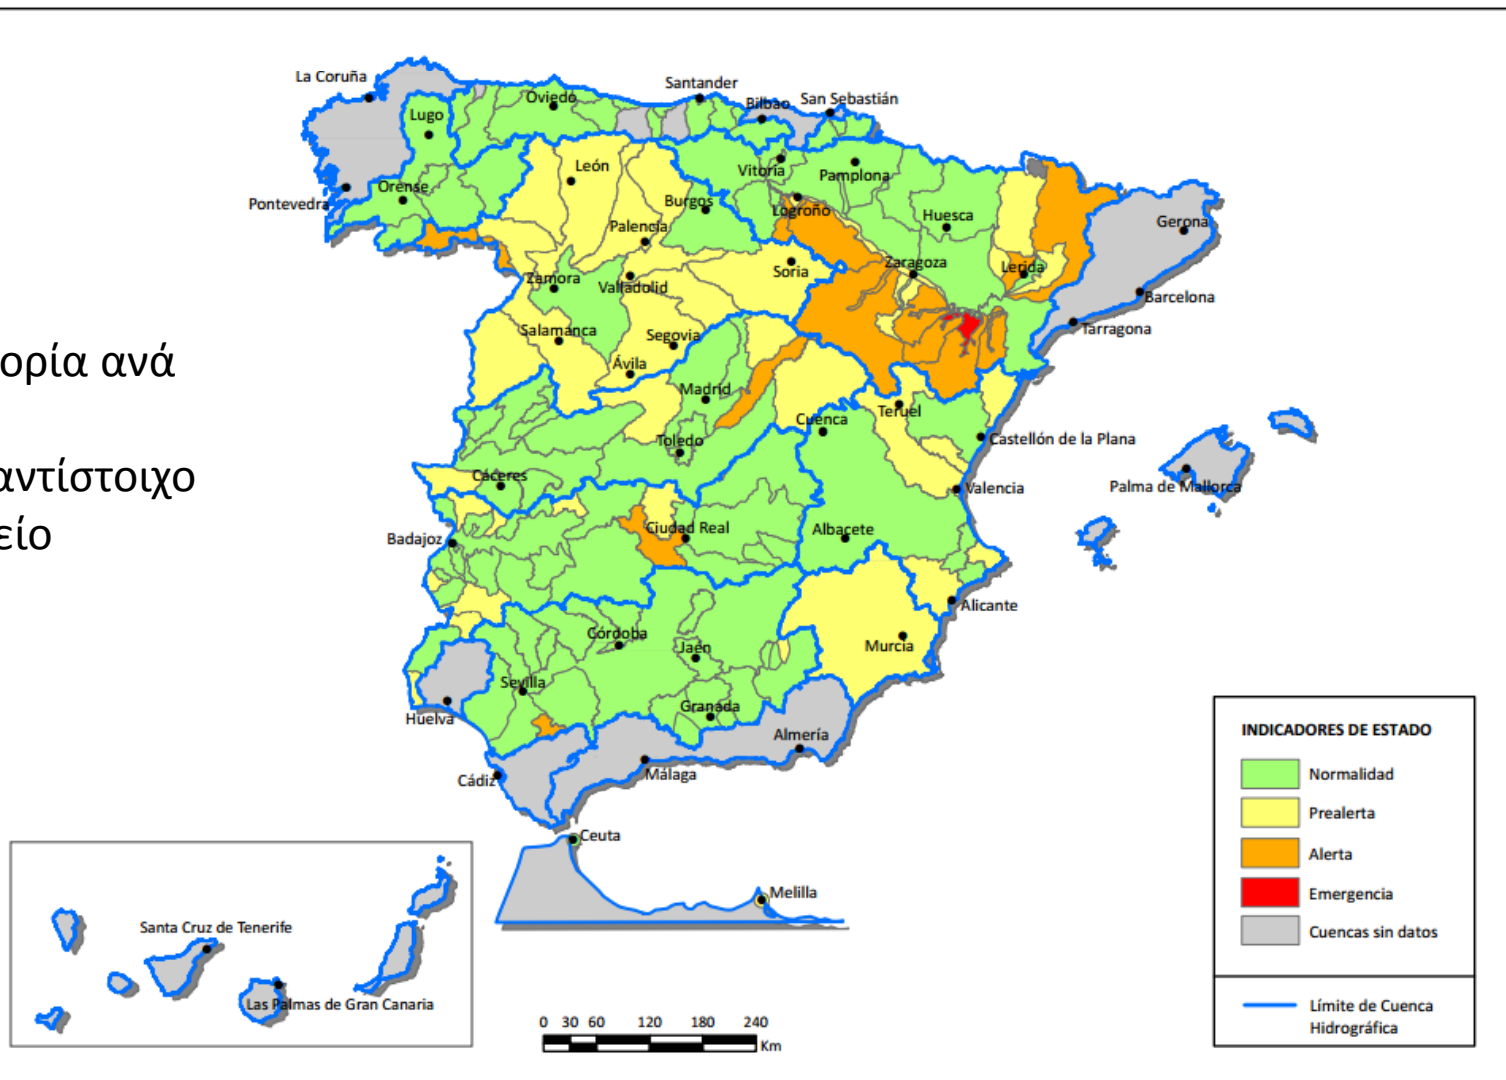 La Coruña
Santander
Oviedo
Bilbao
San Sebastián
Lugo
León
Vitoria
Pamplona
Orense
Pontevedra
Burgos
Logroño
Huesca
Gerona
Palencia
Soria
Zaragoza
Lerida
Zamora
Valladolid
Barcelona
Salamanca
Segovia
Tarragona
Ávila
Madrid
Teruel
Cuenca
Toledo
Castellón de la Plana
Cáceres
Valencia
Palma de Mallorca
Ciudad Real
Albacete
Badajoz
Alicante
Córdoba
Jaén
Murcia
Sevilla
Granada
Huelva
Almería
Cádiz
Málaga
Ceuta
Melilla
ορία ανά
αντίστοιχο
είο
Santa Cruz de Tenerife
Las Palmas de Gran Canaria
0 30 60 120 180 240
Km
INDICADORES DE ESTADO
Normalidad
Prealerta
Alerta
Emergencia
Cuencas sin datos
Límite de Cuenca
Hidrográfica